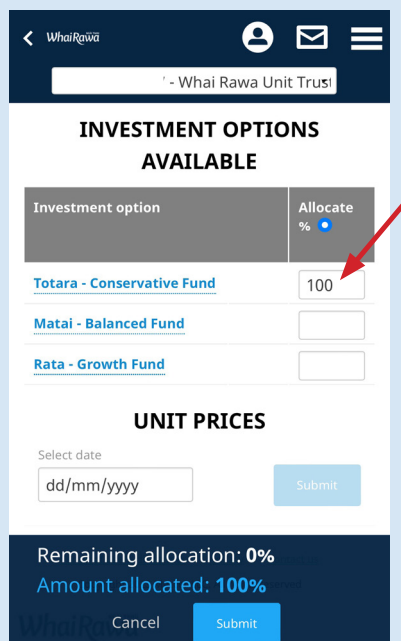 WhaiRawa
- Whai Rawa Unit Trust
INVESTMENT OPTIONS
AVAILABLE
Investment option
Allocate
%
Totara - Conservative Fund
100
Matai - Balanced Fund
Rata - Growth Fund
UNIT PRICES
Select date
dd/mm/yyyy
Submit
Remaining allocation: 0%
Amount allocated: 100%
WhaiRawa
Cancel
Submit